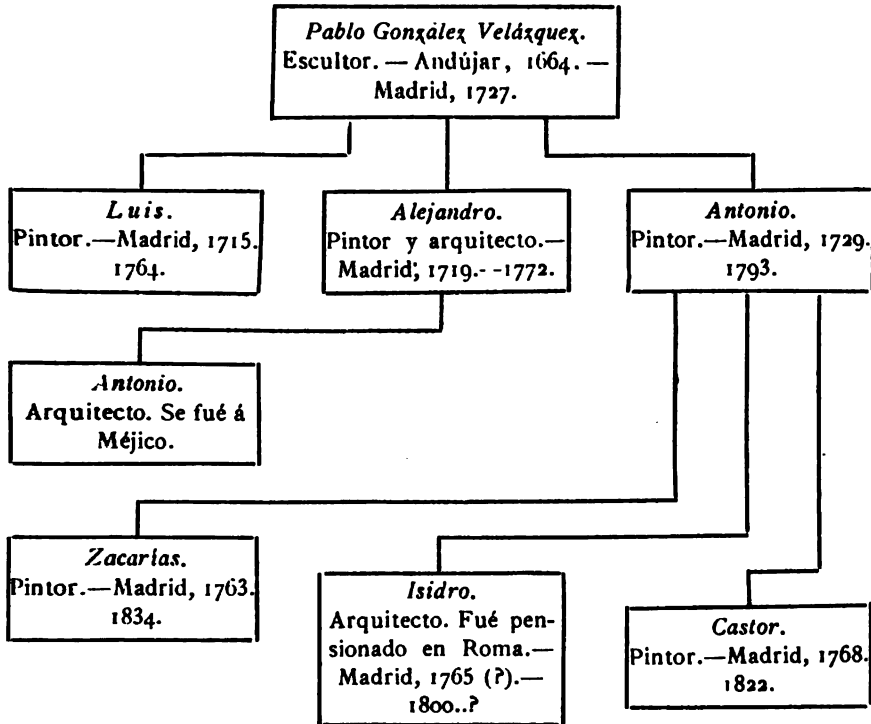 Pablo González Velázquez.
Escultor. — Andújar, 1664. —
Madrid, 1727.
Luis.
Pintor.—Madrid, 1715.
1764.
Alejandro.
Pintor y arquitecto.—
Madrid; 1719.- -1772.
Antonio.
Pintor.—Madrid, 1729.
1793.
Antonio.
Arquitecto. Se fué á
Méjico.
Zacarías.
Pintor.—Madrid, 1763.
1834.
Isidro.
Arquitecto. Fué pen-
sionado en Roma.—
Madrid, 1765 (?).—
1800..?
Castor.
Pintor.—Madrid, 1768.
1822.